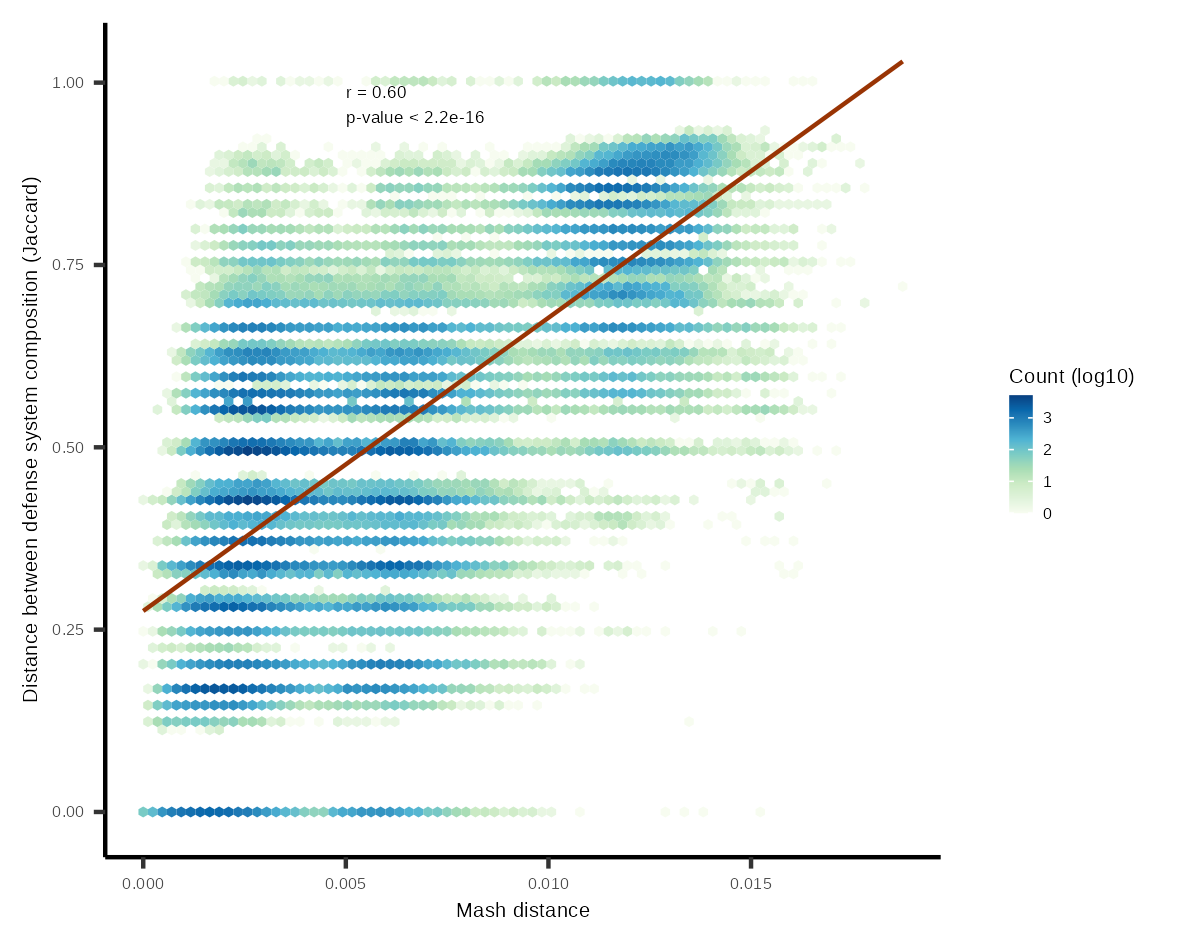 r = 0.60
p-value < 2.2e-16
1.00
0.75
0.50
0.25
0.00
0.000
0.005
0.010
0.015
Mash distance
Distance between defense system composition (Jaccard)
Count (log10)
3
2
1
0